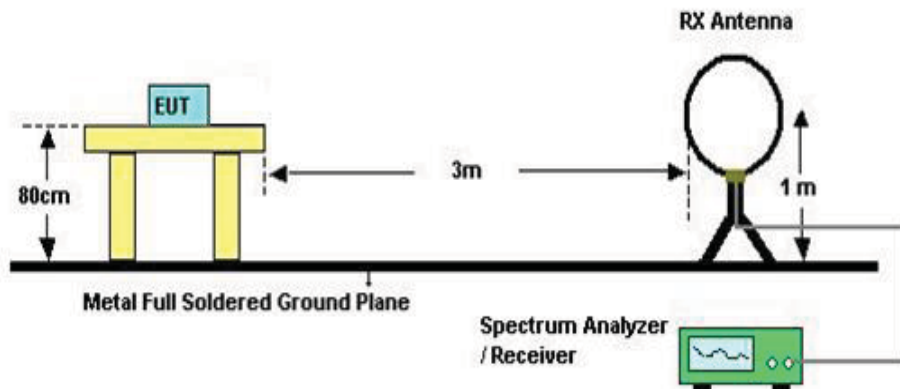 RX Antenna
EUT
80cm
3m
1 m
Metal Full Soldered Ground Plane
Spectrum Analyzer
/ Receiver